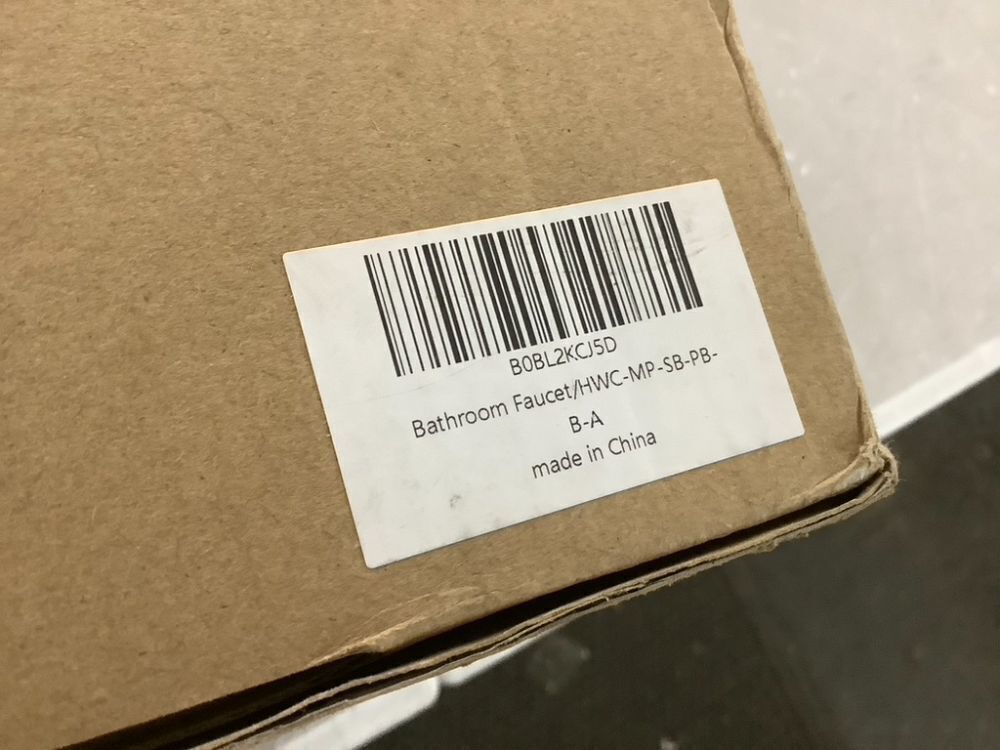 B0BL2KCJ5D
Bathroom Faucet/HWC-MP-SB-PB-
B-A
made in China